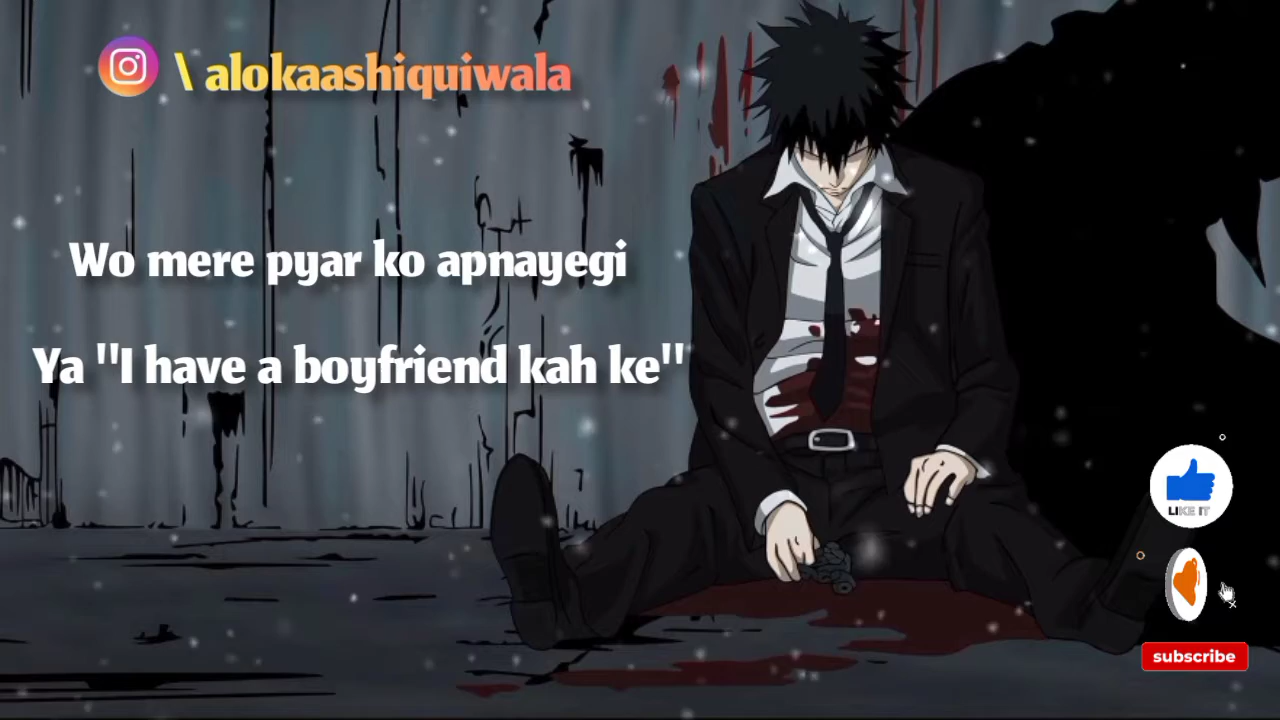 \ alokaashiquiwala
Wo mere pyar ko apnayegi
Ya "I have a boyfriend kah ke"
LIKE IT
subscribe